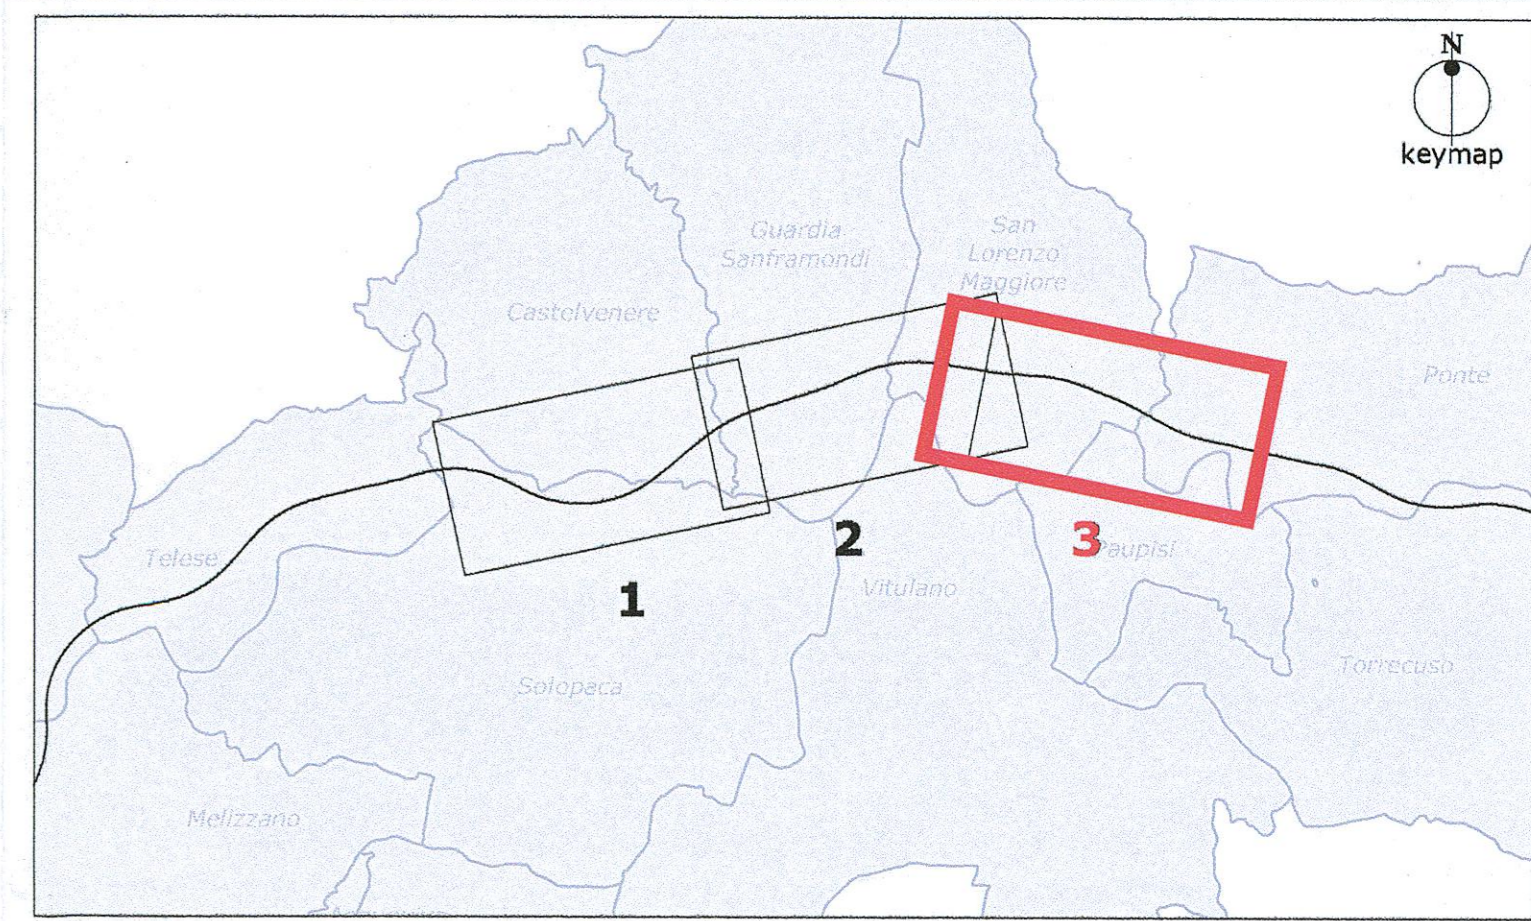 N
keymap
Guardia
Sanframondi
San
Lorenzo
Maggiore
Castelvenere
Ponte
Telese
2
3
Paupisi
1
Vitulano
Solopaca
Torrecuso
Melizzano